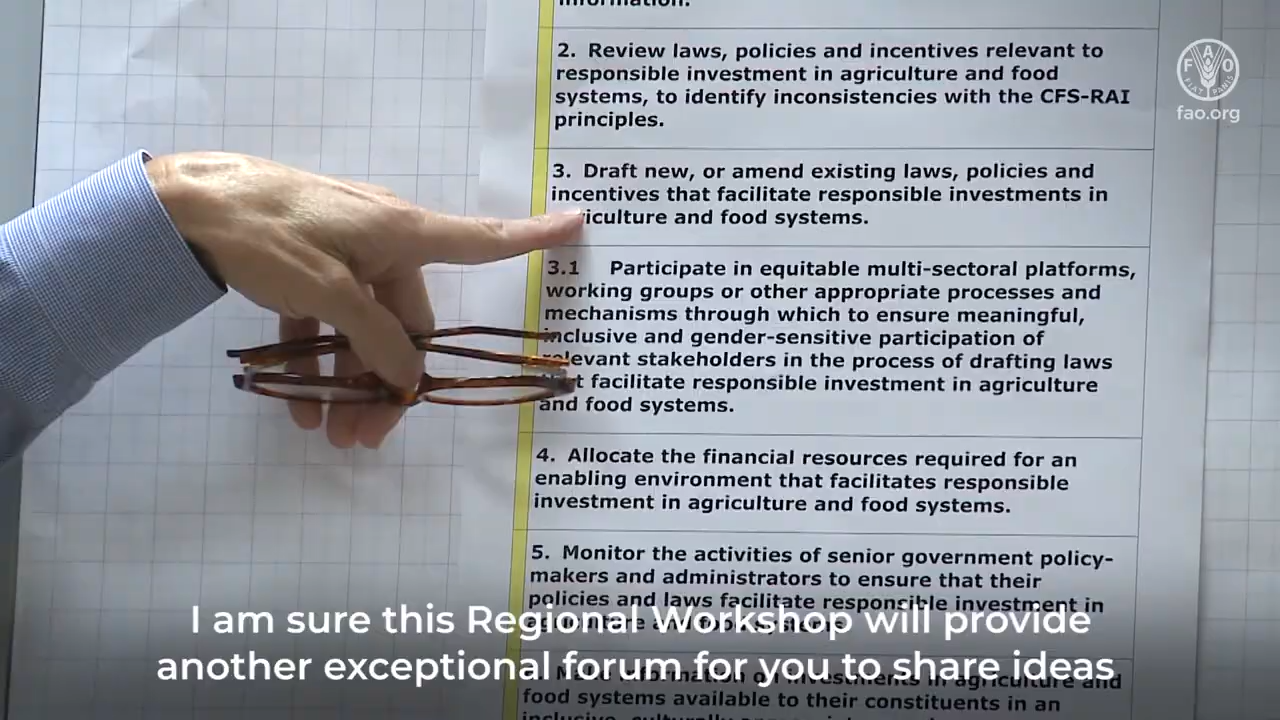 information.
2. Review laws, policies and incentives relevant to
responsible investment in agriculture and food
systems, to identify inconsistencies with the CFS-RAI
principles.
3. Draft new, or amend existing laws, policies and
incentives that facilitate responsible investments in
riculture and food systems.
3.1 Participate in equitable multi-sectoral platforms,
working groups or other appropriate processes and
mechanisms through which to ensure meaningful,
inclusive and gender-sensitive participation of
relevant stakeholders in the process of drafting laws
facilitate responsible investment in agriculture
and food systems.
4. Allocate the financial resources required for an
enabling environment that facilitates responsible
investment in agriculture and food systems.
5. Monitor the activities of senior government policy-
makers and administrators to ensure that their
policies and laws facilitate responsible investment in
I am sure this Regional Workshop will provide
another exceptional forum for you to share ideas
food systems available to their constituents in an
F A O
FIAT PANIS
fao.org